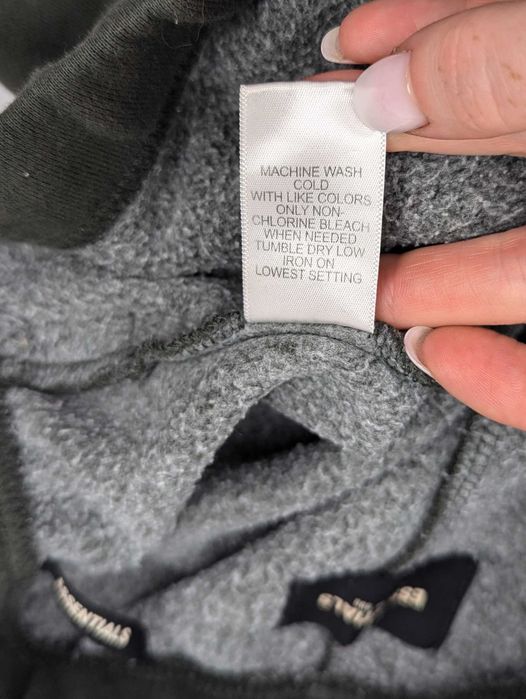 MACHINE WASH
COLD
WITH LIKE COLORS
ONLY NON-
CHLORINE BLEACH
WHEN NEEDED
TUMBLE DRY LOW
IRON ON
LOWEST SETTING
ESSENTIALS